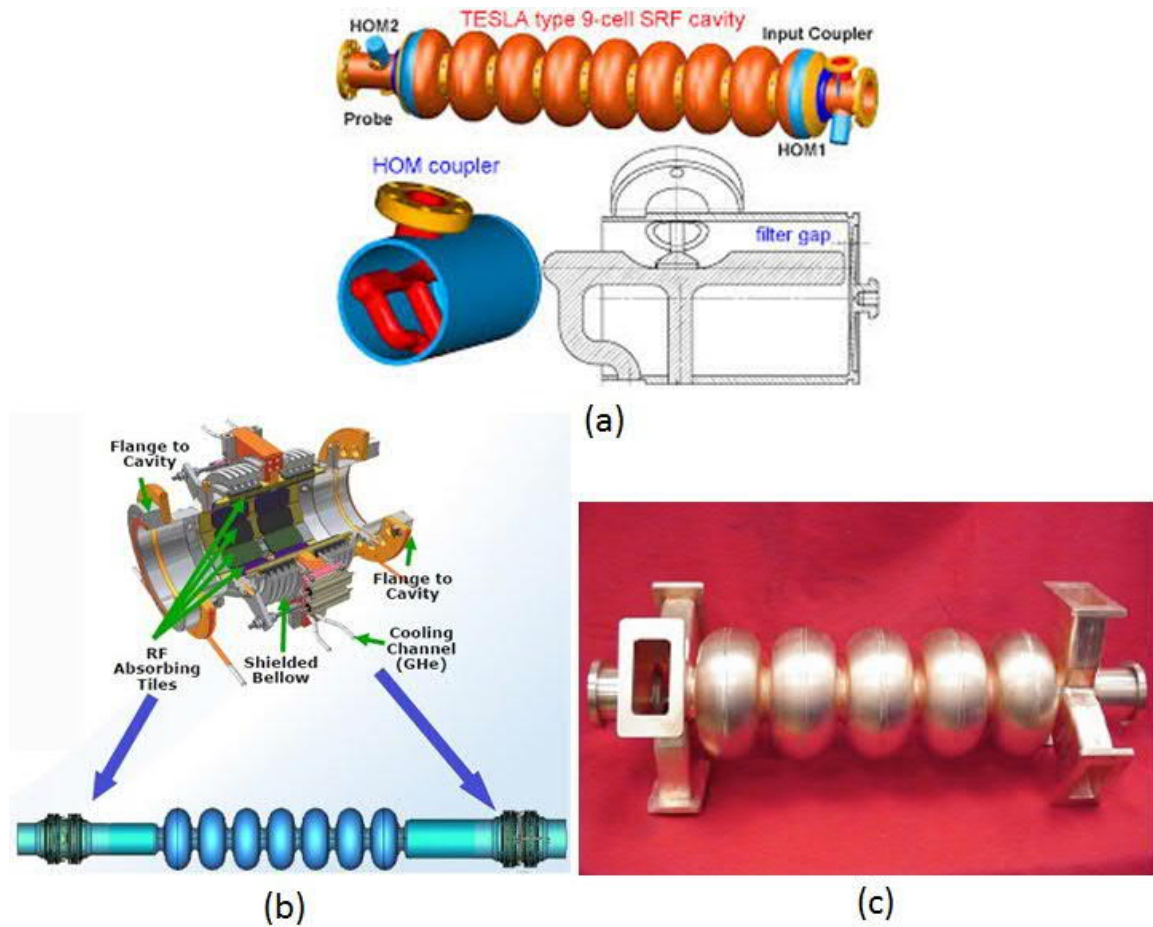 TESLA type 9-cell SRF cavity
HOM2
Input Coupler
Probe
HOM1
HOM coupler
filter gap
(a)
Flange to
Cavity
Flange to
Cavity
Cooling
Channel
(GHe)
RF
Absorbing
Tiles
Shielded
Bellow
(b)
(c)